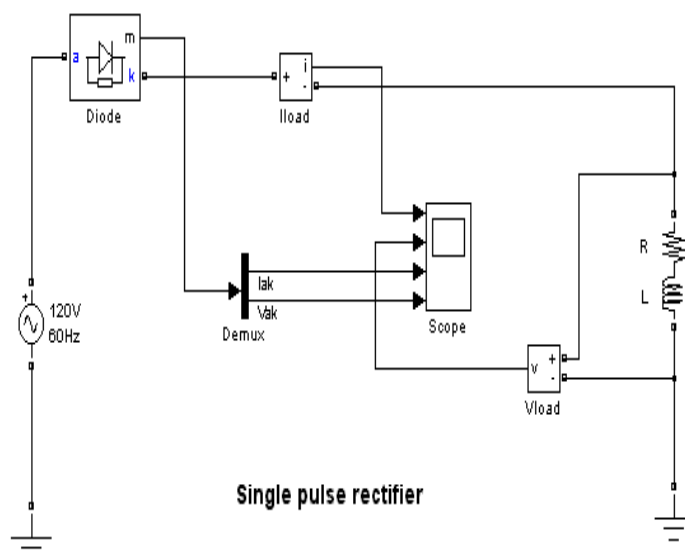 m
a
k
Diode
+
i
-
Iload
R
L
Iak
Vak
Demux
Scope
+
120V
60Hz
v
+
-
Vload
Single pulse rectifier